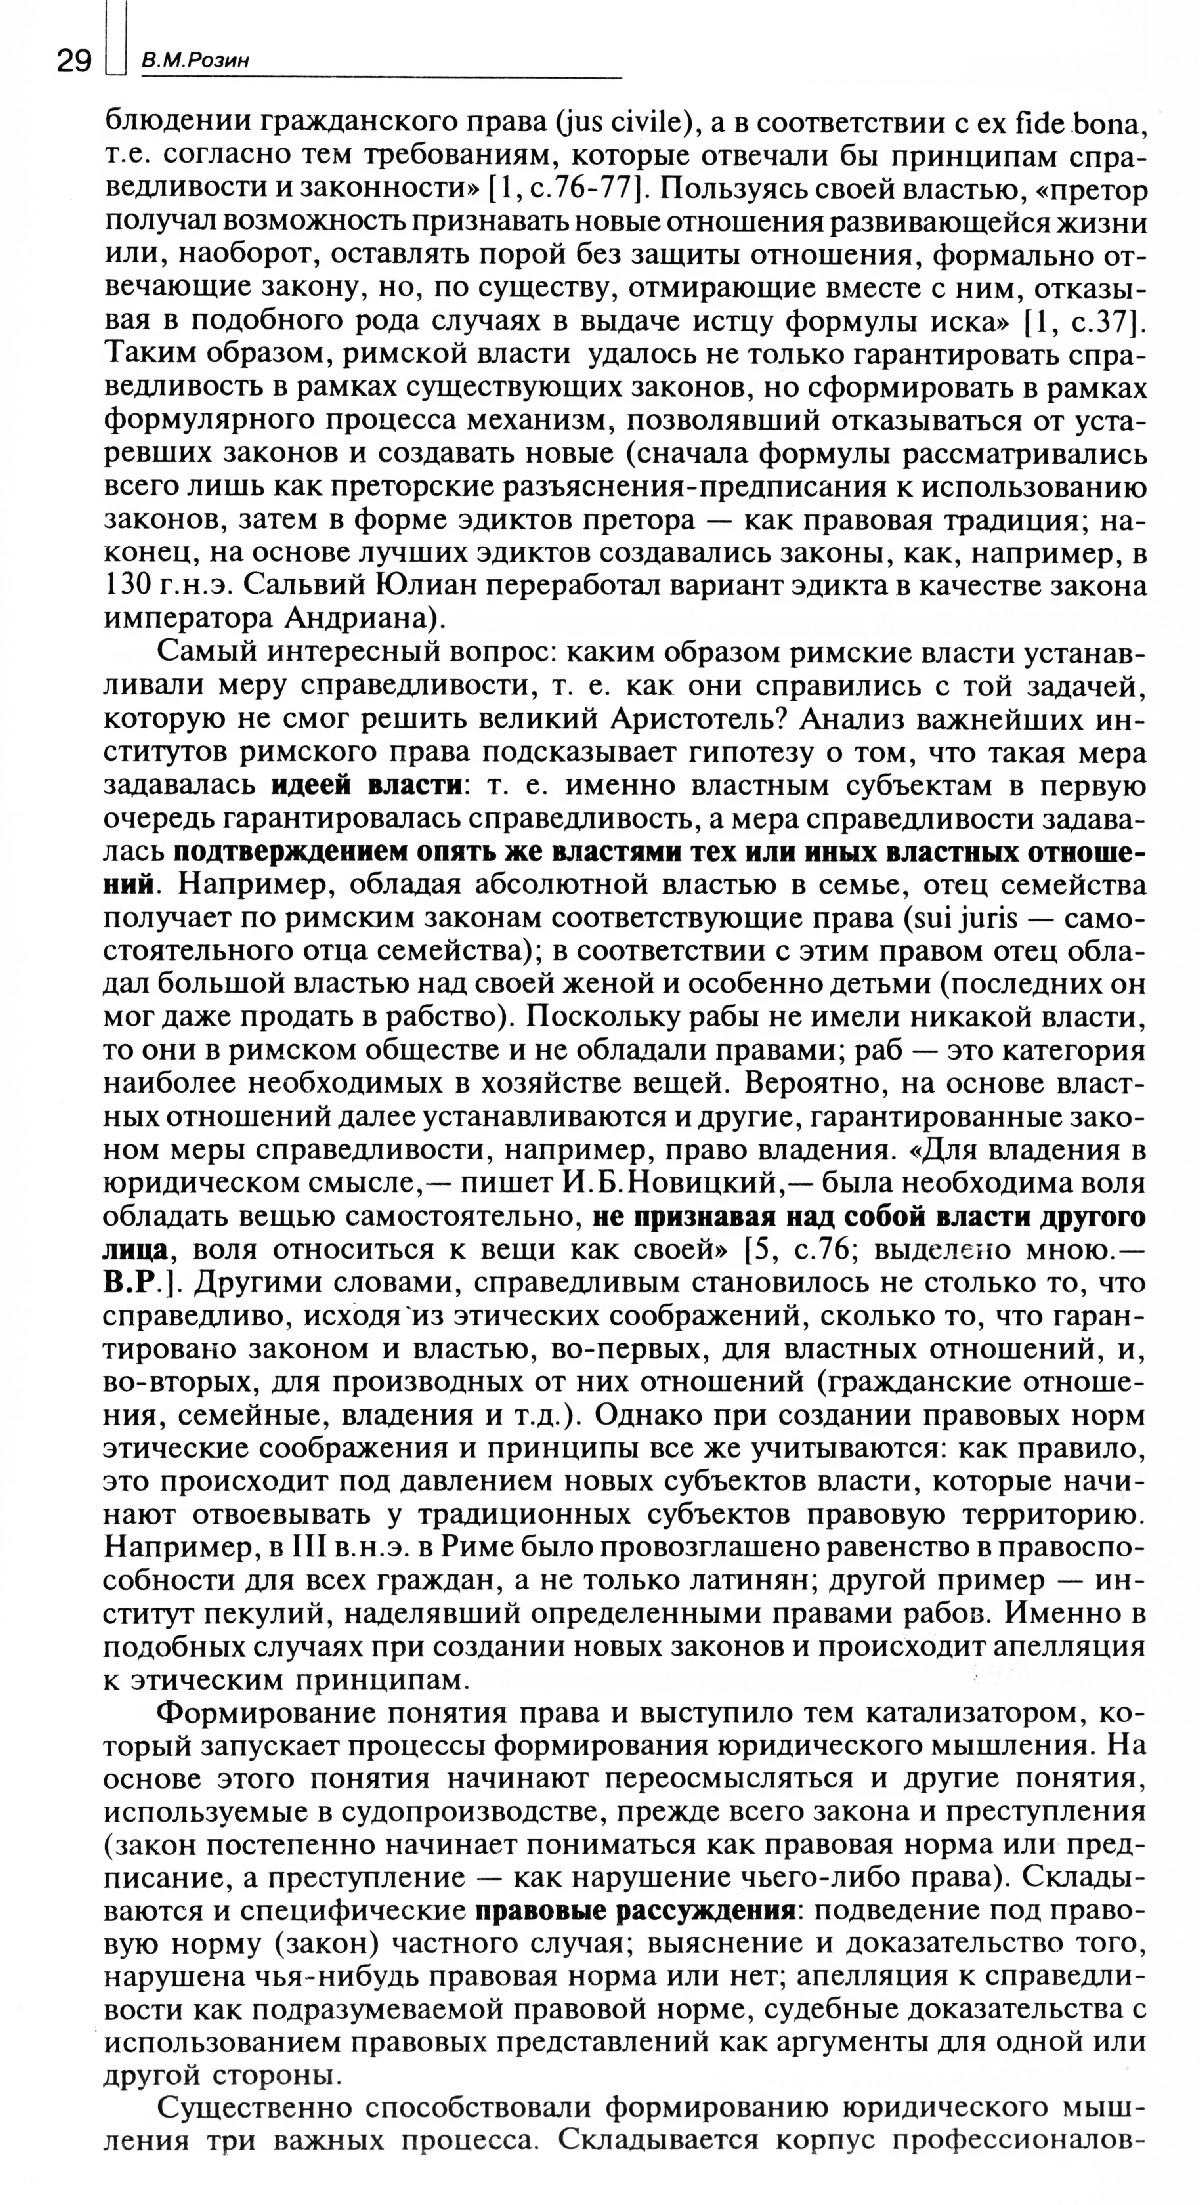 29
В.М.Розин
блюдении гражданского права (jus civile), а в соответствии с ex fide bona,
т.е. согласно тем требованиям, которые отвечали бы принципам спра-
ведливости и законности» [1, с.76-77]. Пользуясь своей властью, «претор
получал возможность признавать новые отношения развивающейся жизни
или, наоборот, оставлять порой без защиты отношения, формально от-
вечающие закону, но, по существу, отмирающие вместе с ним, отказы-
вая в подобного рода случаях в выдаче истцу формулы иска» [1, с.37].
Таким образом, римской власти удалось не только гарантировать спра-
ведливость в рамках существующих законов, но сформировать в рамках
формулярного процесса механизм, позволявший отказываться от уста-
ревших законов и создавать новые (сначала формулы рассматривались
всего лишь как преторские разъяснения-предписания к использованию
законов, затем в форме эдиктов претора — как правовая традиция; на-
конец, на основе лучших эдиктов создавались законы, как, например, в
130 г.н.э. Сальвий Юлиан переработал вариант эдикта в качестве закона
императора Андриана).
Самый интересный вопрос: каким образом римские власти устанав-
ливали меру справедливости, т. е. как они справились с той задачей,
которую не смог решить великий Аристотель? Анализ важнейших ин-
ститутов римского права подсказывает гипотезу о том, что такая мера
задавалась идеей власти: т. е. именно властным субъектам в первую
очередь гарантировалась справедливость, а мера справедливости задава-
лась подтверждением опять же властями тех или иных властных отноше-
ний. Например, обладая абсолютной властью в семье, отец семейства
получает по римским законам соответствующие права (sui juris — само-
стоятельного отца семейства); в соответствии с этим правом отец обла-
дал большой властью над своей женой и особенно детьми (последних он
мог даже продать в рабство). Поскольку рабы не имели никакой власти,
то они в римском обществе и не обладали правами; раб — это категория
наиболее необходимых в хозяйстве вещей. Вероятно, на основе власт-
ных отношений далее устанавливаются и другие, гарантированные зако-
ном меры справедливости, например, право владения. «Для владения в
юридическом смысле,— пишет И.Б.Новицкий,— была необходима воля
обладать вещью самостоятельно, не признавая над собой власти другого
лица, воля относиться к вещи как своей» [5, с.76; выделено мною.—
В.Р.]. Другими словами, справедливым становилось не столько то, что
справедливо, исходя из этических соображений, сколько то, что гаран-
тировано законом и властью, во-первых, для властных отношений, и,
во-вторых, для производных от них отношений (гражданские отноше-
ния, семейные, владения и т.д.). Однако при создании правовых норм
этические соображения и принципы все же учитываются: как правило,
это происходит под давлением новых субъектов власти, которые начи-
нают отвоевывать у традиционных субъектов правовую территорию.
Например, в III в.н.э. в Риме было провозглашено равенство в правоспо-
собности для всех граждан, а не только латинян; другой пример — ин-
ститут пекулий, наделявший определенными правами рабов. Именно в
подобных случаях при создании новых законов и происходит апелляция
к этическим принципам.
Формирование понятия права и выступило тем катализатором, ко-
торый запускает процессы формирования юридического мышления. На
основе этого понятия начинают переосмысляться и другие понятия,
используемые в судопроизводстве, прежде всего закона и преступления
(закон постепенно начинает пониматься как правовая норма или пред-
писание, а преступление — как нарушение чьего-либо права). Склады-
ваются и специфические правовые рассуждения: подведение под право-
вую норму (закон) частного случая; выяснение и доказательство того,
нарушена чья-нибудь правовая норма или нет; апелляция к справедли-
вости как подразумеваемой правовой норме, судебные доказательства с
использованием правовых представлений как аргументы для одной или
другой стороны.
Существенно способствовали формированию юридического мыш-
ления три важных процесса. Складывается корпус профессионалов-